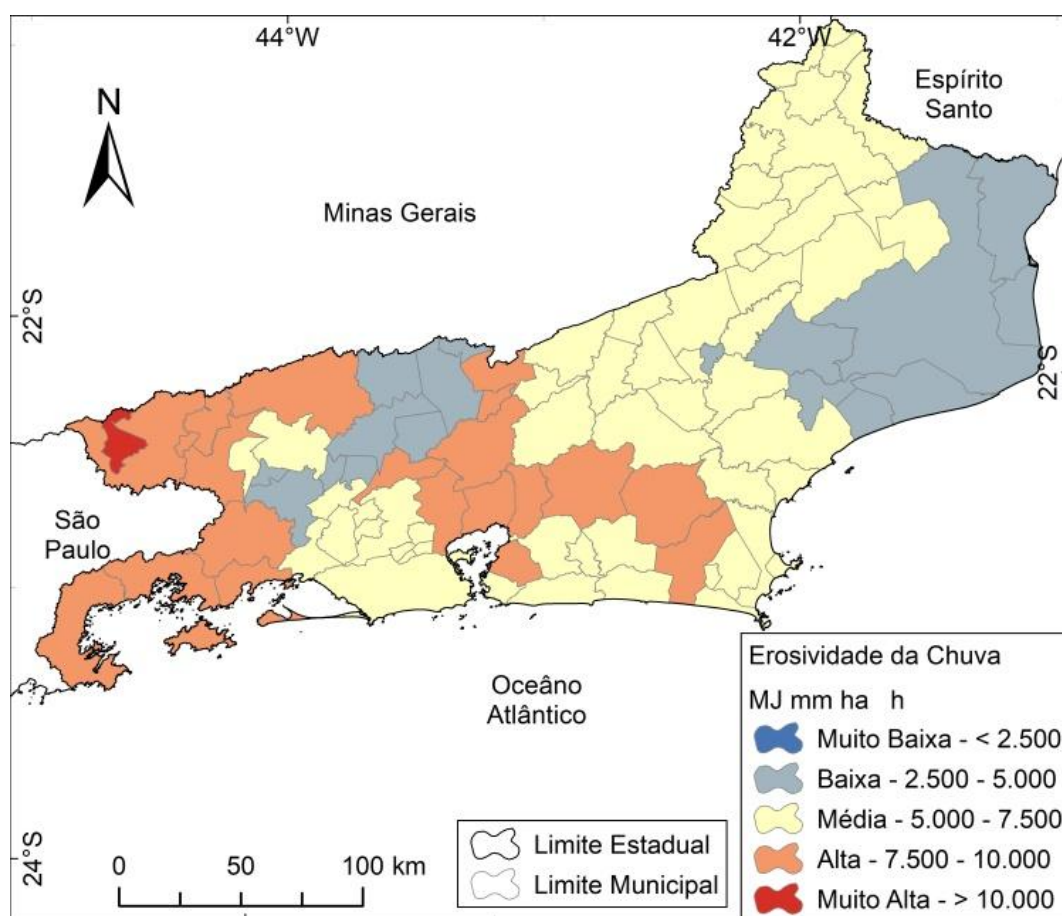 44°W
42°W
Espírito
Santo
N
Minas Gerais
22°S
22°S
São
Paulo
Oceâno
Atlântico
Erosividade da Chuva
MJ mm ha h
Muito Baixa - < 2.500
Baixa - 2.500 - 5.000
Média - 5.000 - 7.500
Alta - 7.500 - 10.000
Muito Alta - > 10.000
Limite Estadual
Limite Municipal
24°S
0 50 100 km